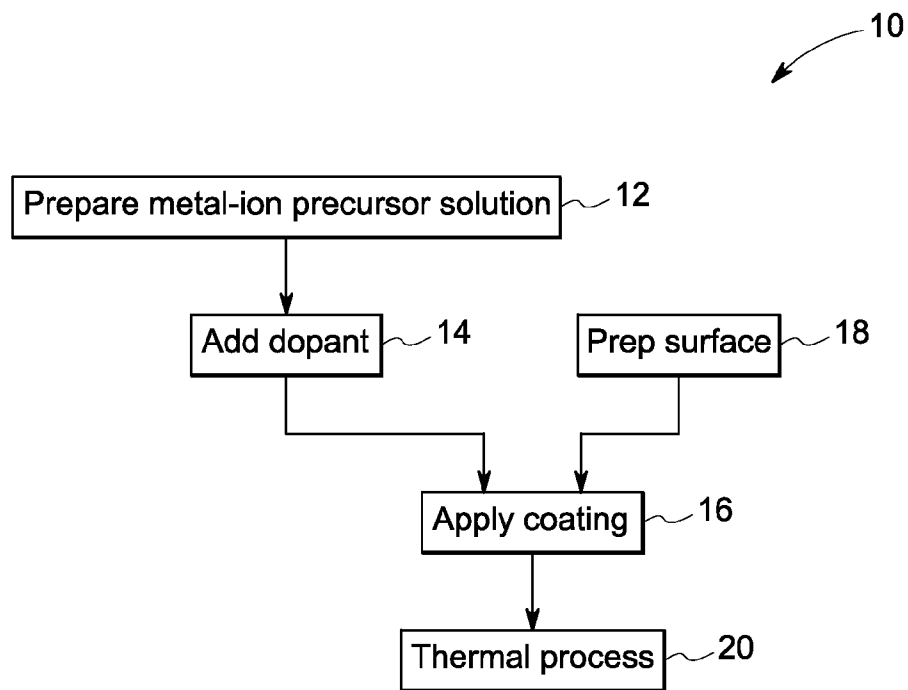 10
Prepare metal-ion precursor solution 12
Add dopant 14
Prep surface 18
Apply coating 16
Thermal process 20